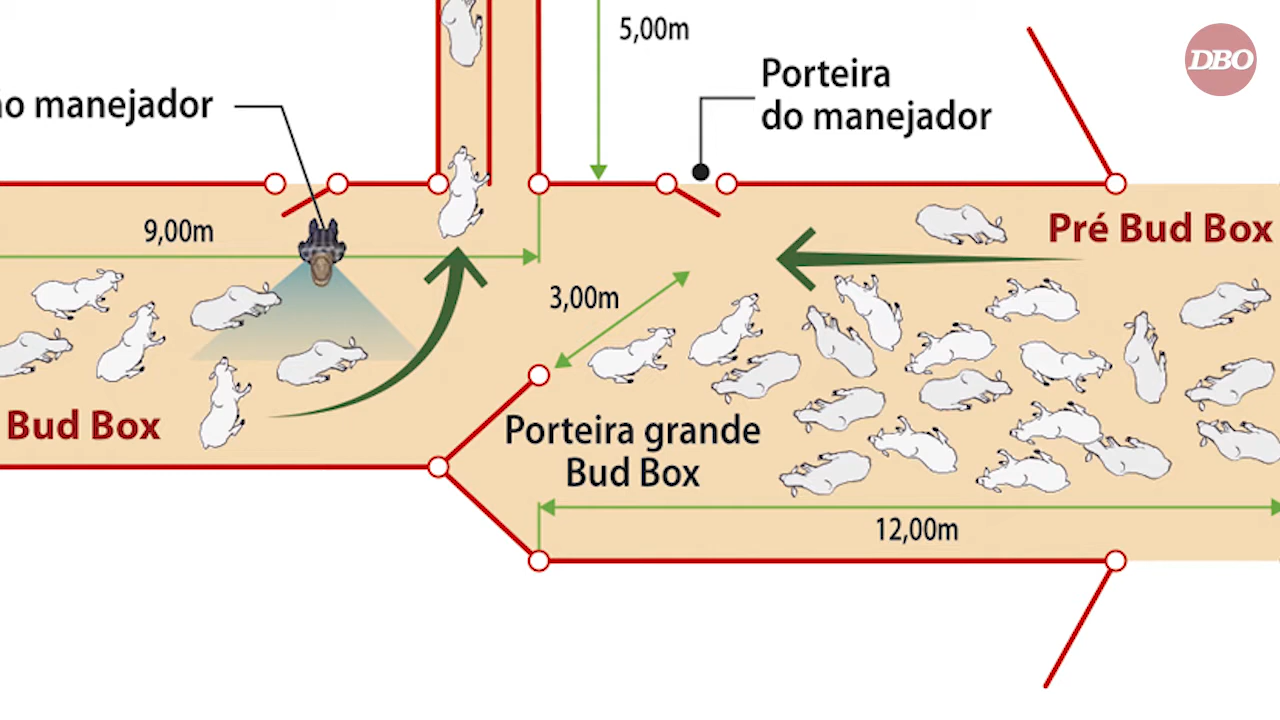 5,00m
DBO
Porteira
do manejador
manejador
9,00m
Pré Bud Box
3,00m
Bud Box
Porteira grande
Bud Box
12,00m